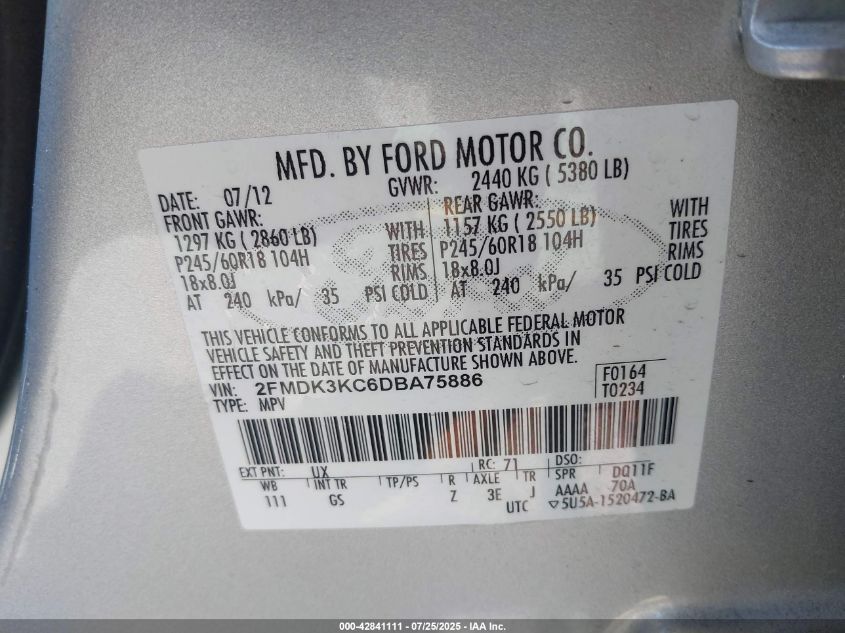 MFD. BY FORD MOTOR CO.
DATE: 07/12 GVWR: 2440 KG ( 5380 LB)
FRONT GAWR: REAR GAWR:
1297 KG ( 2860 LB) WITH 1157 KG ( 2550 LB) WITH
P245/60R18 104H TIRES P245/60R18 104H TIRES
18x8.0J RIMS 18x8.0J RIMS
AT 240 kPa/ 35 PSI COLD AT 240 kPa/ 35 PSI COLD
THIS VEHICLE CONFORMS TO ALL APPLICABLE FEDERAL MOTOR
VEHICLE SAFETY AND THEFT PREVENTION STANDARDS IN
EFFECT ON THE DATE OF MANUFACTURE SHOWN ABOVE.
VIN: 2FMDK3KC6DBA75886 F0164
TYPE: MPV T0234
EXT PNT: UX RC: 71 DSO:
WB INT TR TP/PS R AXLE TR SPR DQ11F
111 GS Z 3E J AAAA 70A
UTC ▽5U5A-1520472-BA
000-42841111 - 07/25/2025 - IAA Inc.